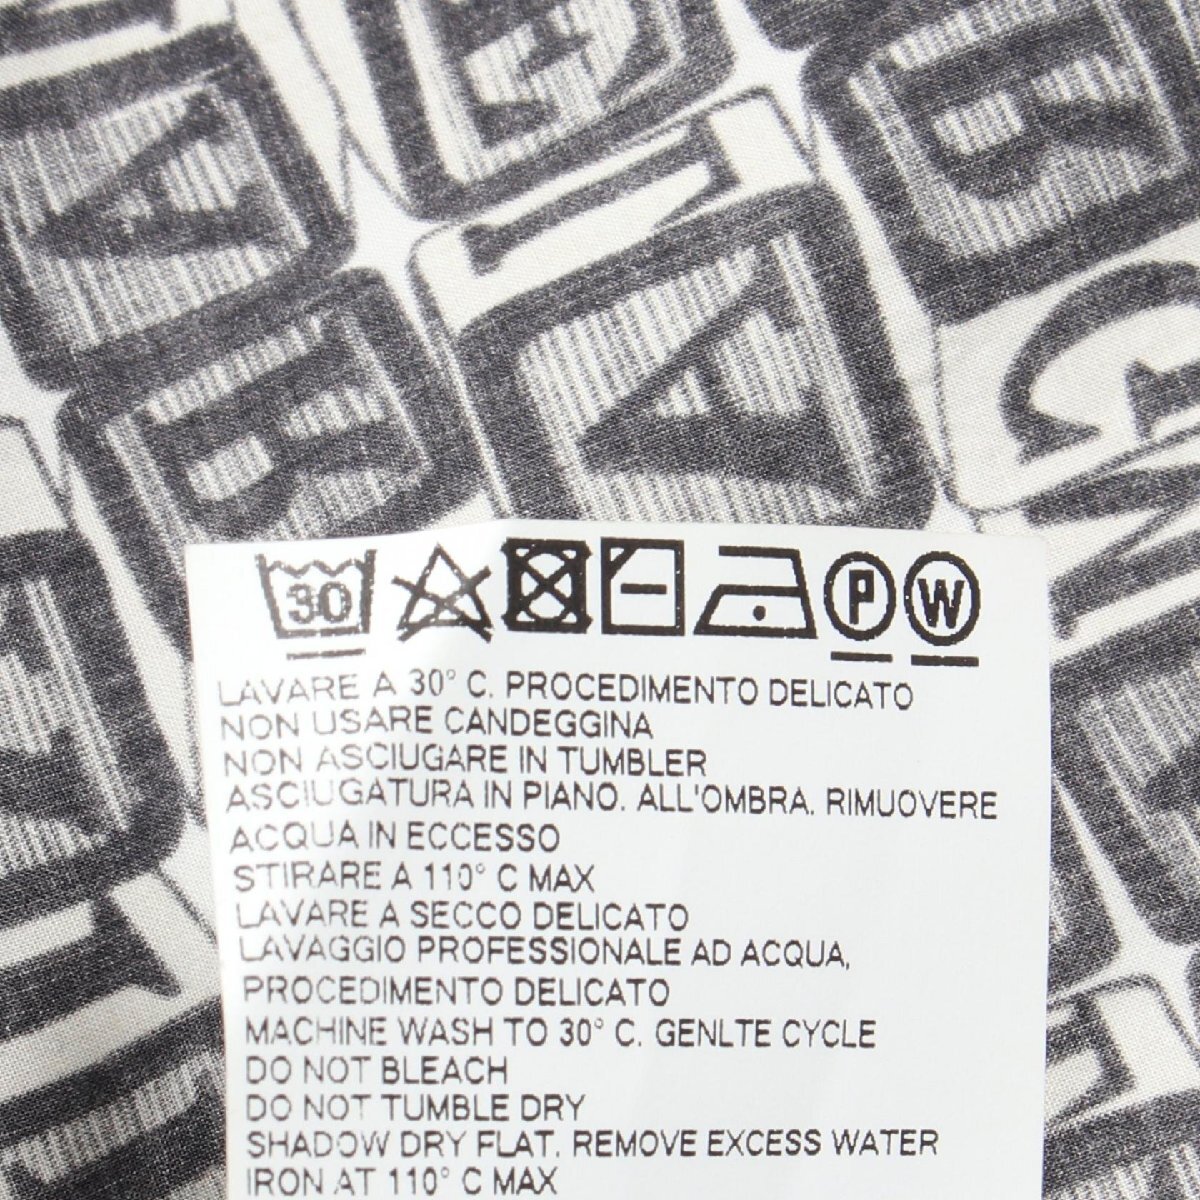 30 P W
LAVARE A 30° C. PROCEDIMENTO DELICATO
NON USARE CANDEGGINA
NON ASCIUGARE IN TUMBLER
ASCIUGATURA IN PIANO. ALL'OMBRA. RIMUOVERE
ACQUA IN ECCESSO
STIRARE A 110° C MAX
LAVARE A SECCO DELICATO
LAVAGGIO PROFESSIONALE AD ACQUA,
PROCEDIMENTO DELICATO
MACHINE WASH TO 30° C. GENLTE CYCLE
DO NOT BLEACH
DO NOT TUMBLE DRY
SHADOW DRY FLAT. REMOVE EXCESS WATER
IRON AT 110° C MAX